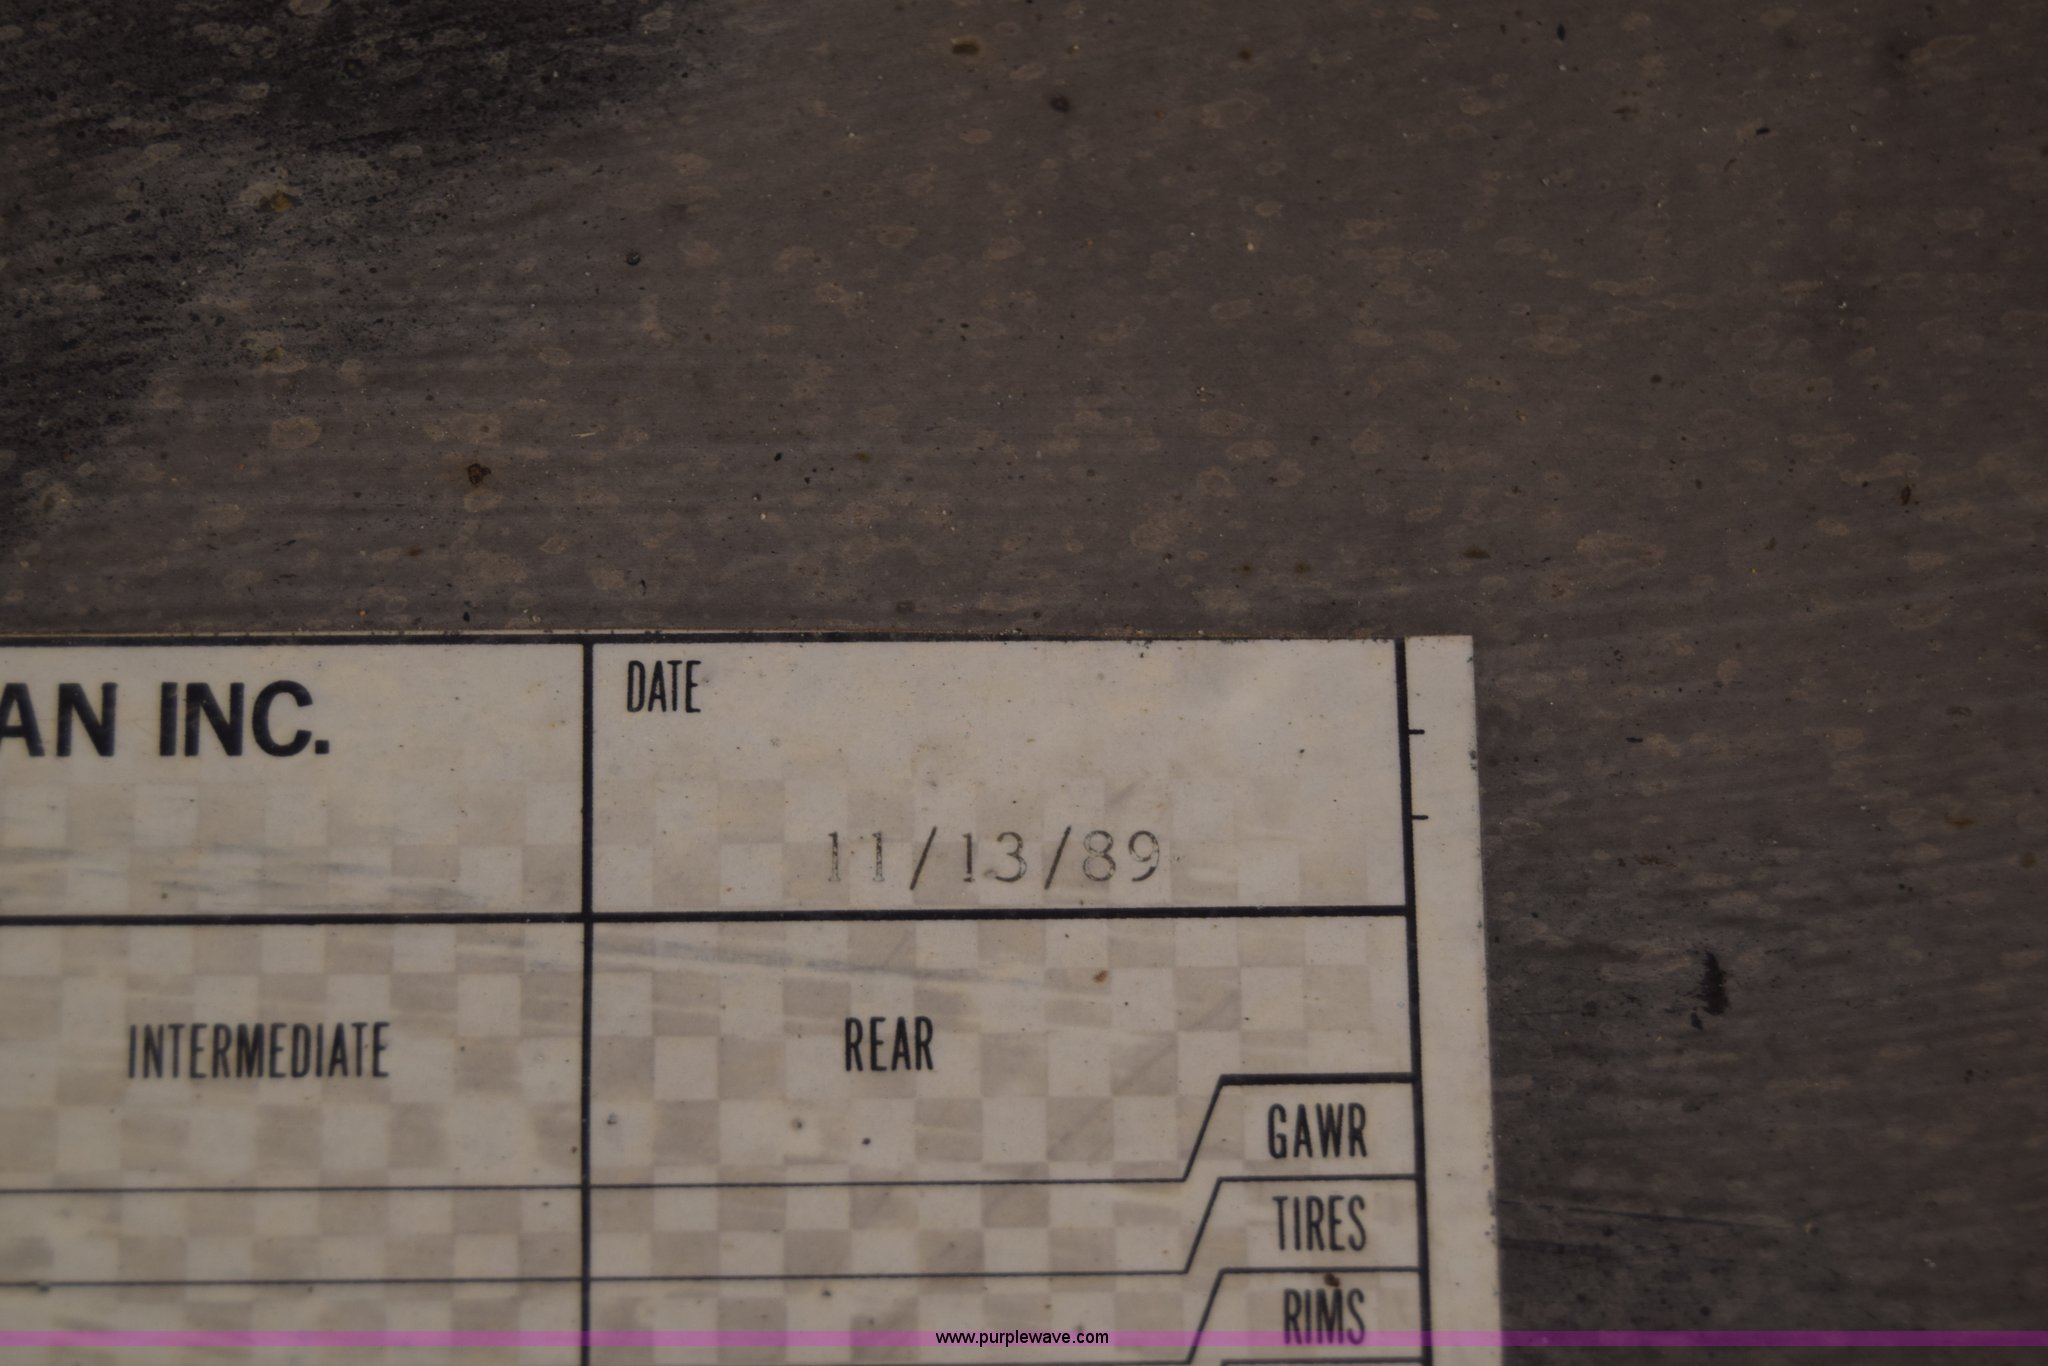 AN INC.
DATE
11/13/89
INTERMEDIATE
REAR
GAWR
TIRES
RIMS
www.purplewave.com